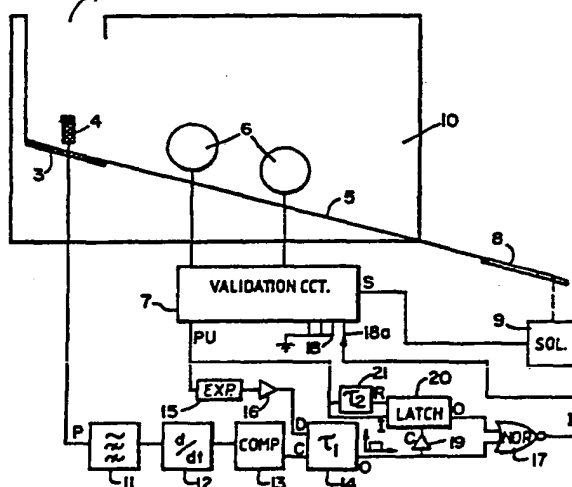 4
6
10
3
5
8
VALIDATION CCT.
S
7
18
18a
9
SOL.
PU
21
τ2
R
20
LATCH
I
O
15
EXP.
16
P
D
C
19
C
NOR
I
≈
d/dt
COMP
τ1
O
17
11
12
13
14